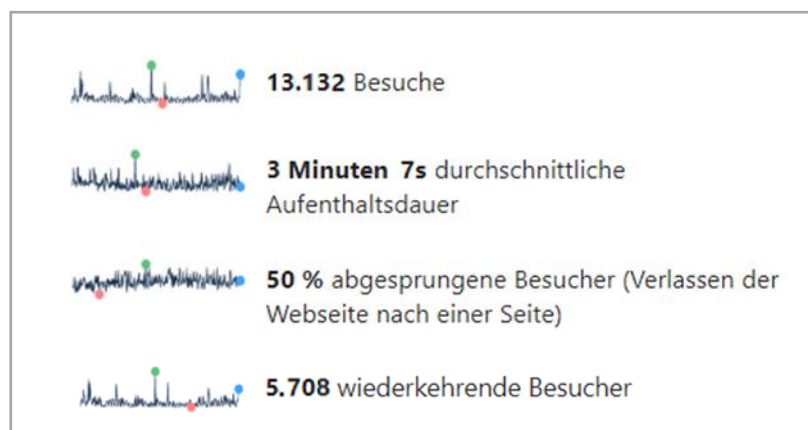 13.132 Besuche
3 Minuten 7s durchschnittliche
Aufenthaltsdauer
50 % abgesprungene Besucher (Verlassen der
Webseite nach einer Seite)
5.708 wiederkehrende Besucher